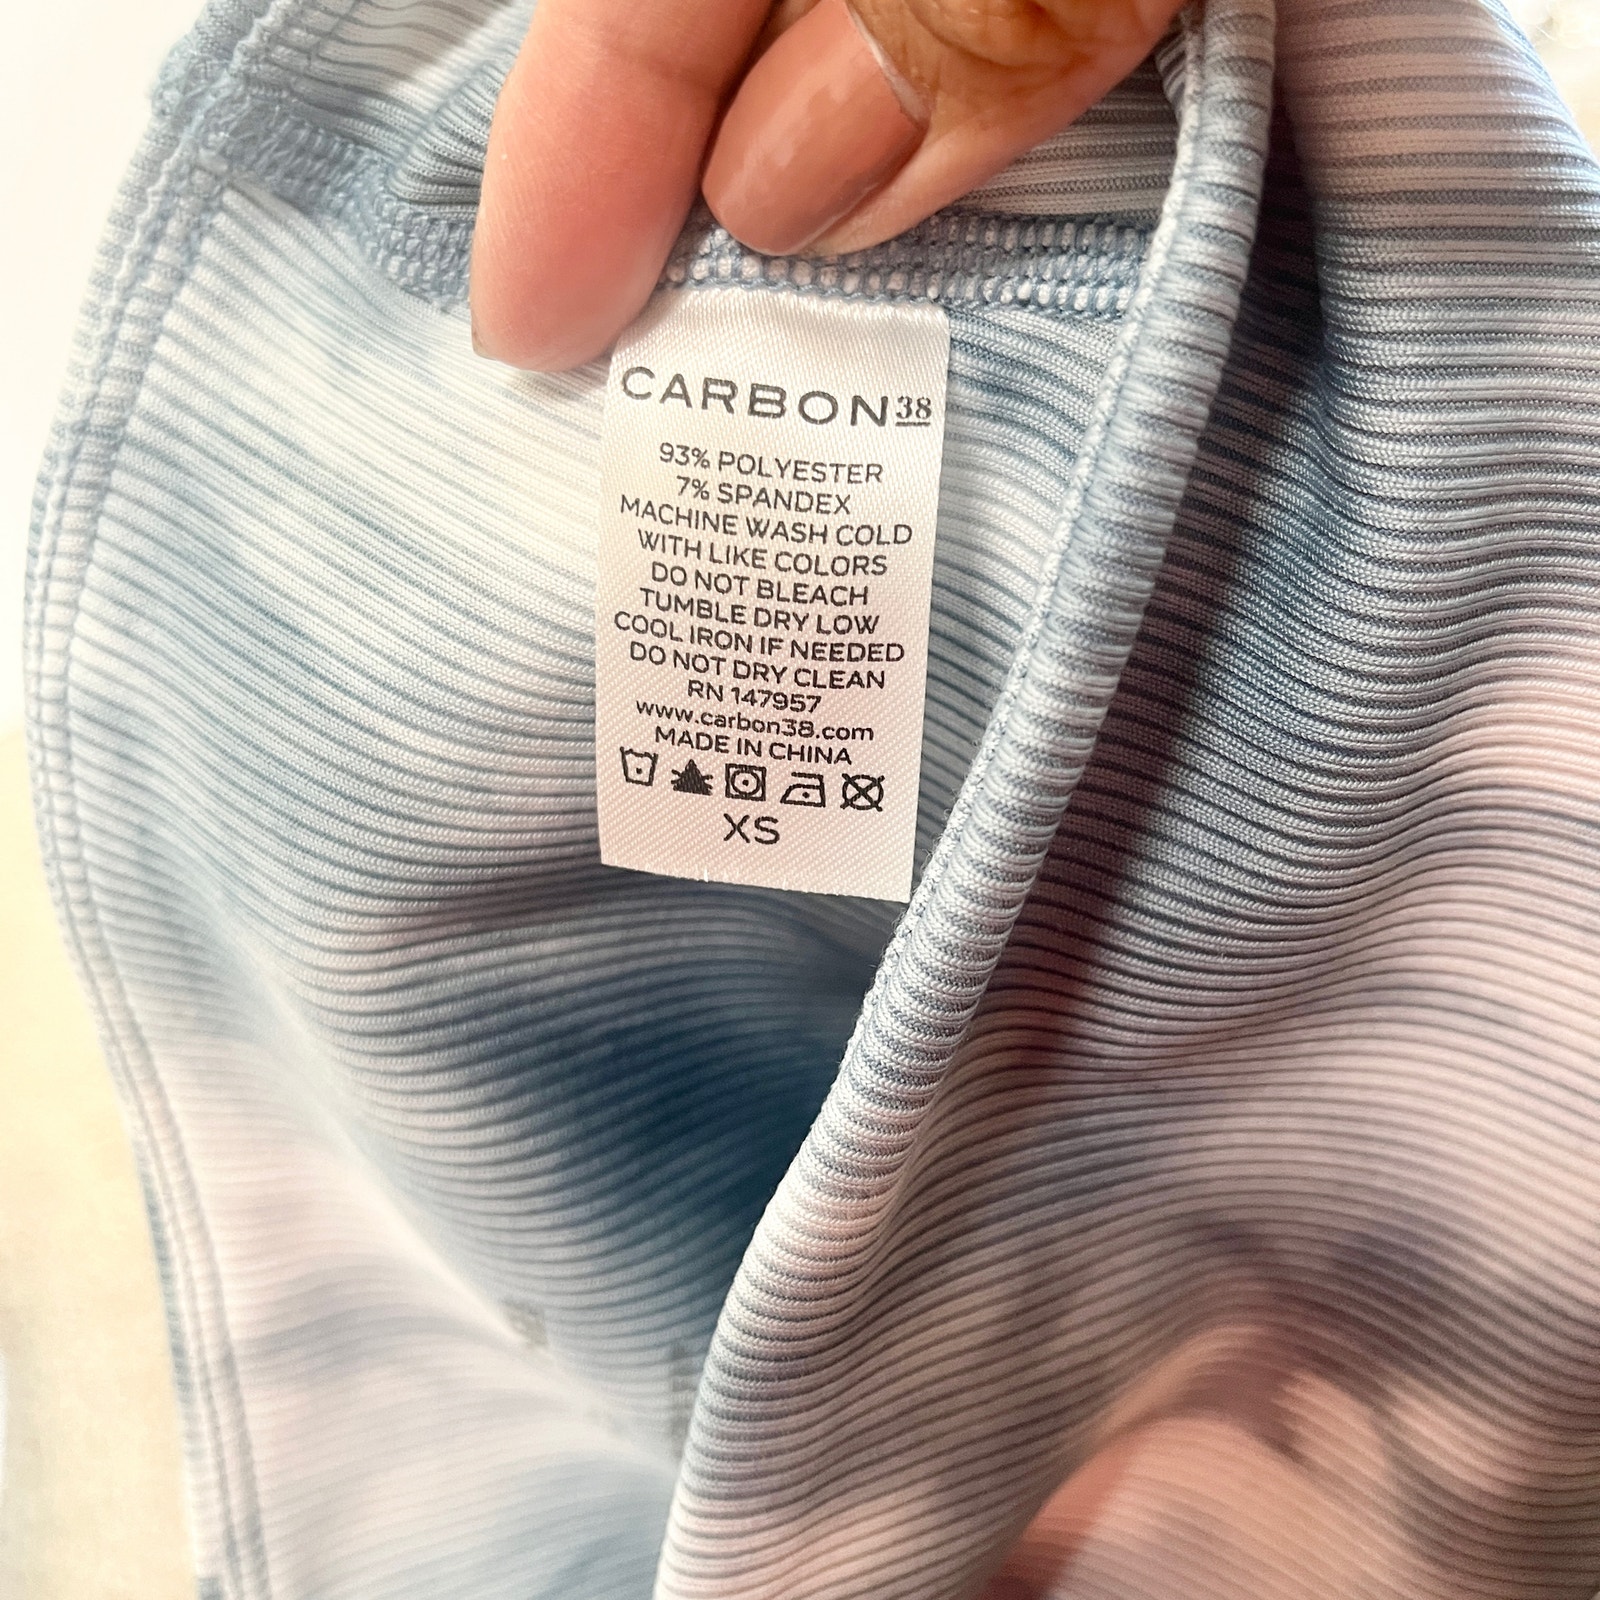 CARBON38
93% POLYESTER
7% SPANDEX
MACHINE WASH COLD
WITH LIKE COLORS
DO NOT BLEACH
TUMBLE DRY LOW
COOL IRON IF NEEDED
DO NOT DRY CLEAN
RN 147957
www.carbon38.com
MADE IN CHINA
XS